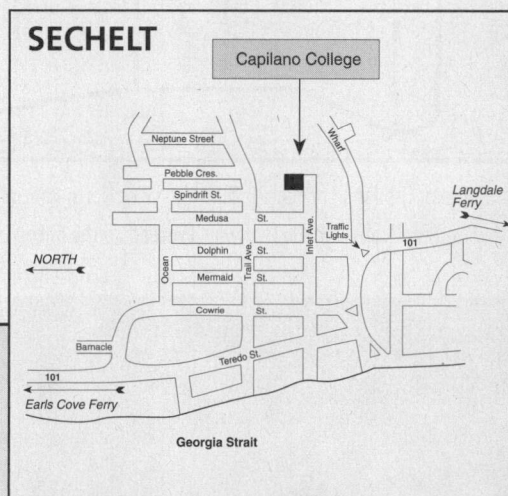 SECHELT
Capilano College
Neptune Street
Wharf
Pebble Cres.
Spindrift St.
Langdale
Ferry
Medusa St.
Inlet Ave.
Traffic
Lights
101
NORTH
Ocean
Dolphin St.
Trail Ave.
Mermaid St.
Cowrie St.
Barnacle
Teredo St.
101
Earls Cove Ferry
Georgia Strait